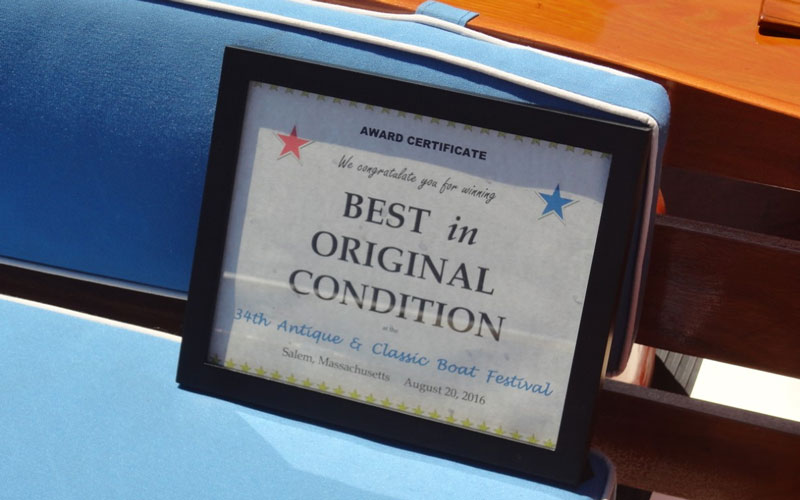 AWARD CERTIFICATE
We congratulate you for winning
BEST in
ORIGINAL
CONDITION
at the
34th Antique & Classic Boat Festival
Salem, Massachusetts August 20, 2016